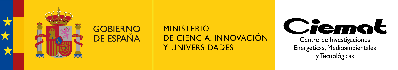 GOBIERNO
DE ESPAÑA
MINISTERIO
DE CIENCIA, INNOVACIÓN
Y UNIVERSIDADES
Ciemat
Centro de Investigaciones
Energéticas, Medioambientales
y Tecnológicas